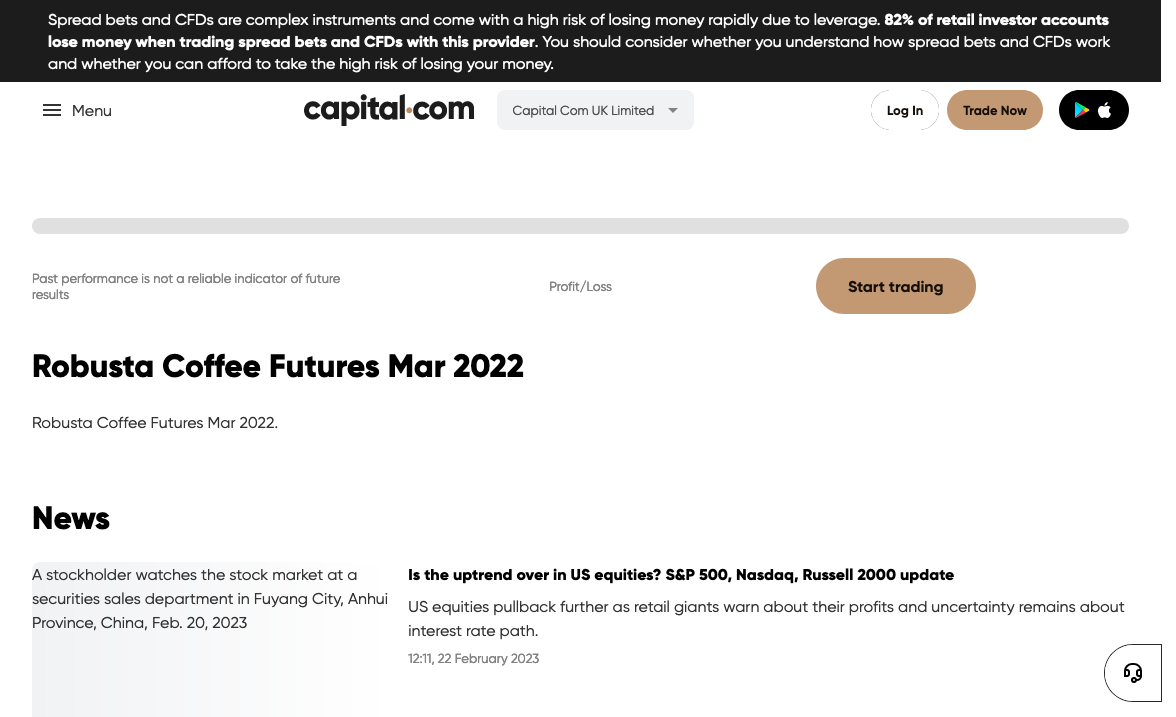 Spread bets and CFDs are complex instruments and come with a high risk of losing money rapidly due to leverage. 82% of retail investor accounts
lose money when trading spread bets and CFDs with this provider. You should consider whether you understand how spread bets and CFDs work
and whether you can afford to take the high risk of losing your money.
Menu
capital.com
Capital Com UK Limited
Log In
Trade Now
Past performance is not a reliable indicator of future
results
Profit/Loss
Start trading
Robusta Coffee Futures Mar 2022
Robusta Coffee Futures Mar 2022.
News
A stockholder watches the stock market at a
securities sales department in Fuyang City, Anhui
Province, China, Feb. 20, 2023
Is the uptrend over in US equities? S&P 500, Nasdaq, Russell 2000 update
US equities pullback further as retail giants warn about their profits and uncertainty remains about
interest rate path.
12:11, 22 February 2023